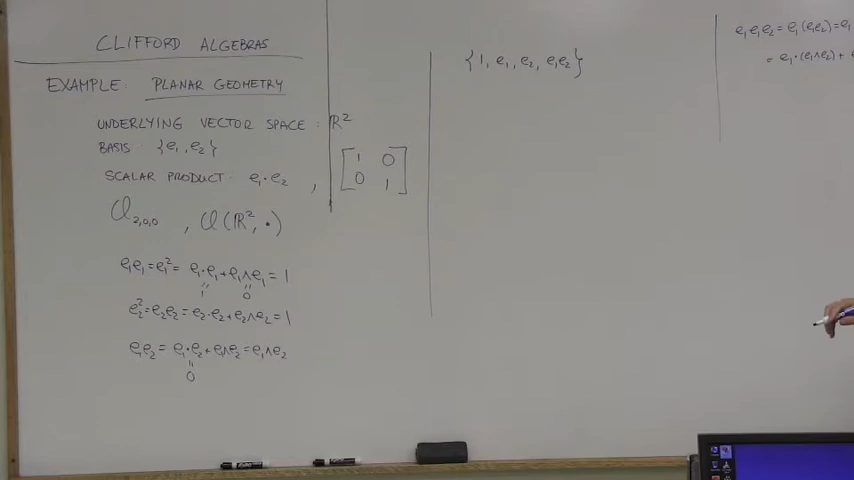 CLIFFORD ALGEBRAS
EXAMPLE: PLANAR GEOMETRY
UNDERLYING VECTOR SPACE: ℝ²
BASIS: {e₁, e₂}
SCALAR PRODUCT: e₁·e₂ , [1 0
0 1]
Cl₂,₀,₀ , Cl(ℝ², •)
e₁e₁ = e₁² = e₁·e₁ + e₁∧e₁ = 1
1 0
e₂² = e₂e₂ = e₂·e₂ + e₂∧e₂ = 1
e₁e₂ = e₁·e₂ + e₁∧e₂ = e₁∧e₂
0
{1, e₁, e₂, e₁e₂}
e₁e₁e₂ = e₁(e₁e₂) = e₁
= e₁·(e₁∧e₂) +